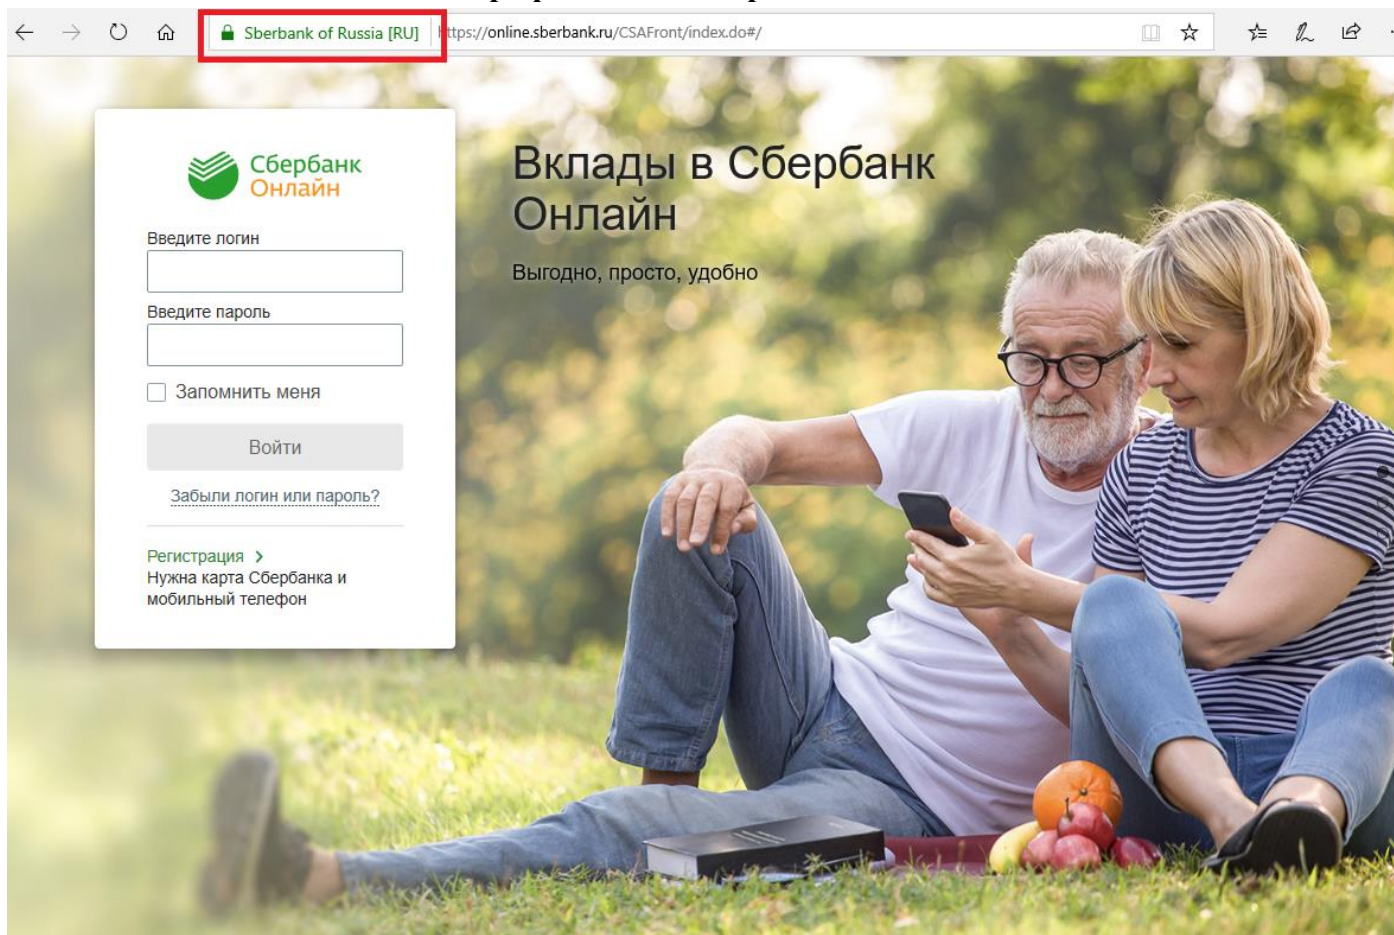 Sberbank of Russia [RU]
https://online.sberbank.ru/CSAFront/index.do#/
Сбербанк
Онлайн
Введите логин
Введите пароль
Запомнить меня
Войти
Забыли логин или пароль?
Регистрация >
Нужна карта Сбербанка и
мобильный телефон
Вклады в Сбербанк
Онлайн
Выгодно, просто, удобно